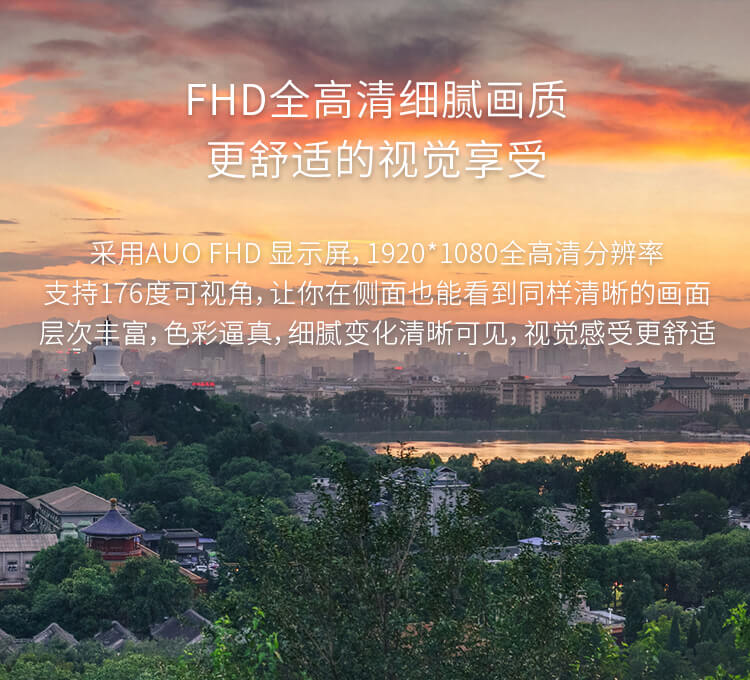 FHD全高清细腻画质
更舒适的视觉享受
采用AUO FHD 显示屏，1920*1080全高清分辨率
支持176度可视角，让你在侧面也能看到同样清晰的画面
层次丰富，色彩逼真，细腻变化清晰可见，视觉感受更舒适